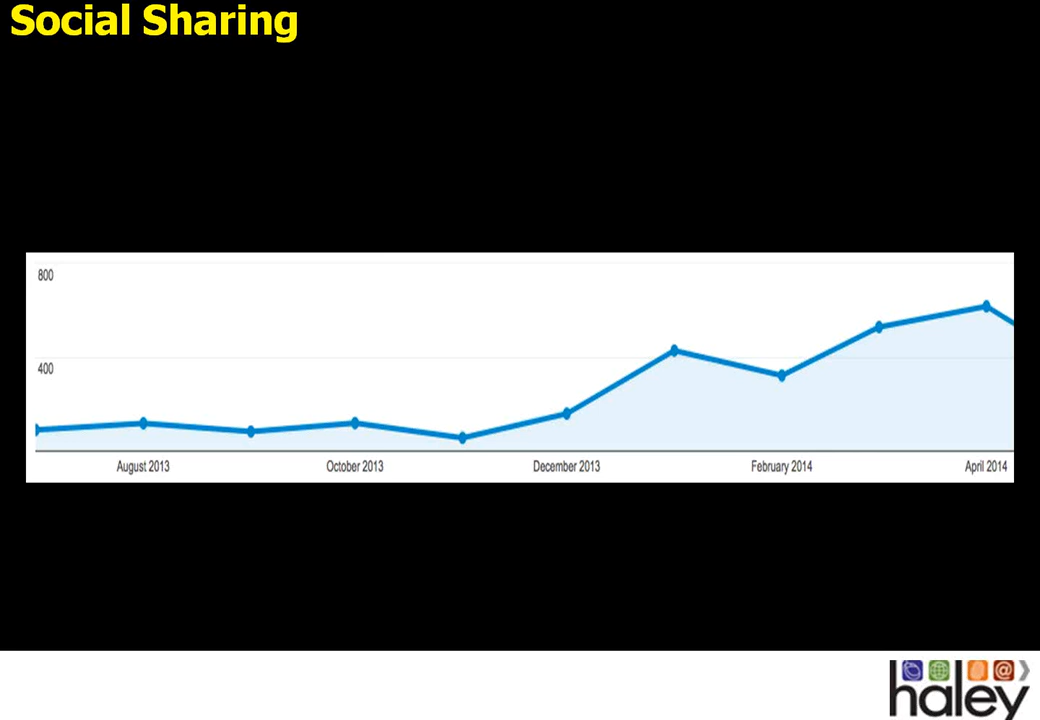 Social Sharing
800
400
August 2013 October 2013 December 2013 February 2014 April 2014
@
haley